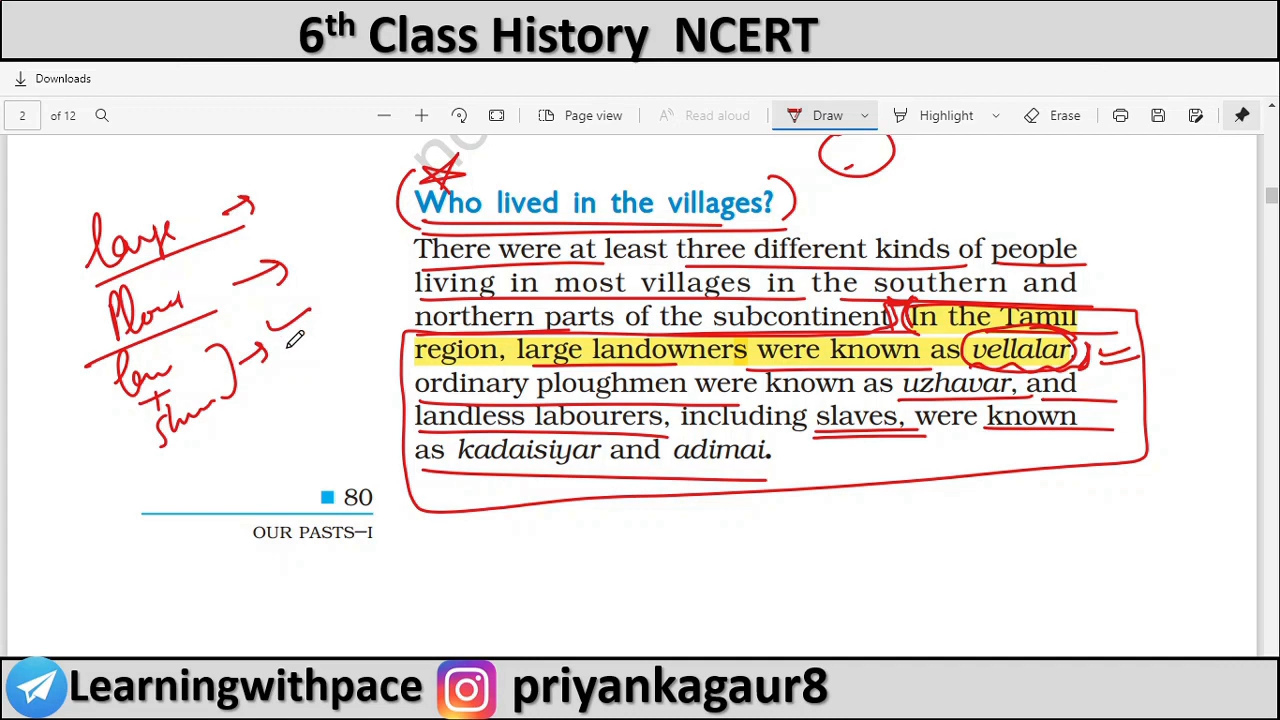 6th Class History NCERT
Downloads
2 of 12 Page view Read aloud Draw Highlight Erase
no
Who lived in the villages?
There were at least three different kinds of people
living in most villages in the southern and
northern parts of the subcontinent. In the Tamil
region, large landowners were known as vellalar,
ordinary ploughmen were known as uzhavar, and
landless labourers, including slaves, were known
as kadaisiyar and adimai.
large
80
OUR PASTS—I
Learningwithpace priyankagaur8